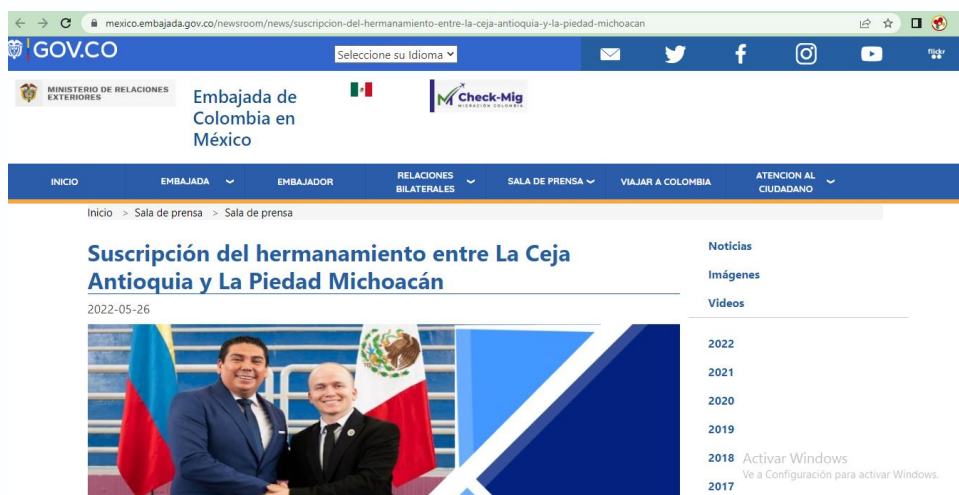 mexico.embajada.gov.co/newsroom/news/suscripcion-del-hermanamiento-entre-la-ceja-antioquia-y-la-piedad-michoacan
GOV.CO
Seleccione su Idioma
flickr
MINISTERIO DE RELACIONES
EXTERIORES
Embajada de
Colombia en
México
Check-Mig
MIGRACIÓN COLOMBIA
INICIO
EMBAJADA
EMBAJADOR
RELACIONES
BILATERALES
SALA DE PRENSA
VIAJAR A COLOMBIA
ATENCION AL
CIUDADANO
Inicio > Sala de prensa > Sala de prensa
Suscripción del hermanamiento entre La Ceja
Antioquia y La Piedad Michoacán
2022-05-26
Noticias
Imágenes
Videos
2022
2021
2020
2019
2018
2017
Activar Windows
Ve a Configuración para activar Windows.